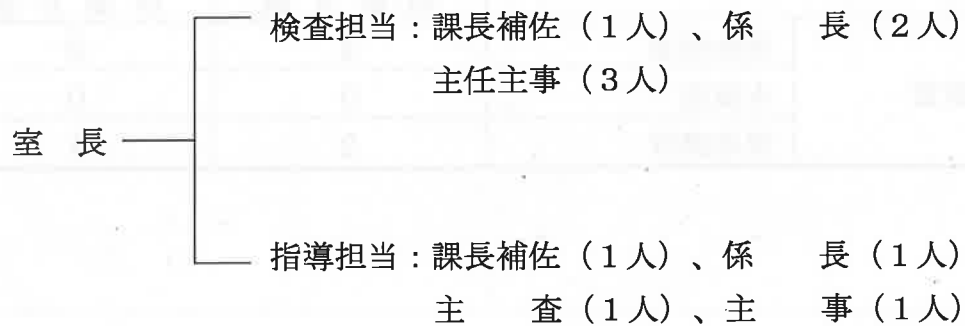 検査担当：課長補佐（1人）、係　　長（2人）
主任主事（3人）
室　長
指導担当：課長補佐（1人）、係　　長（1人）
主　　査（1人）、主　　事（1人）